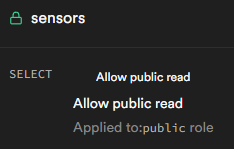 sensors
SELECT
Allow public read
Allow public read
Applied to:public role